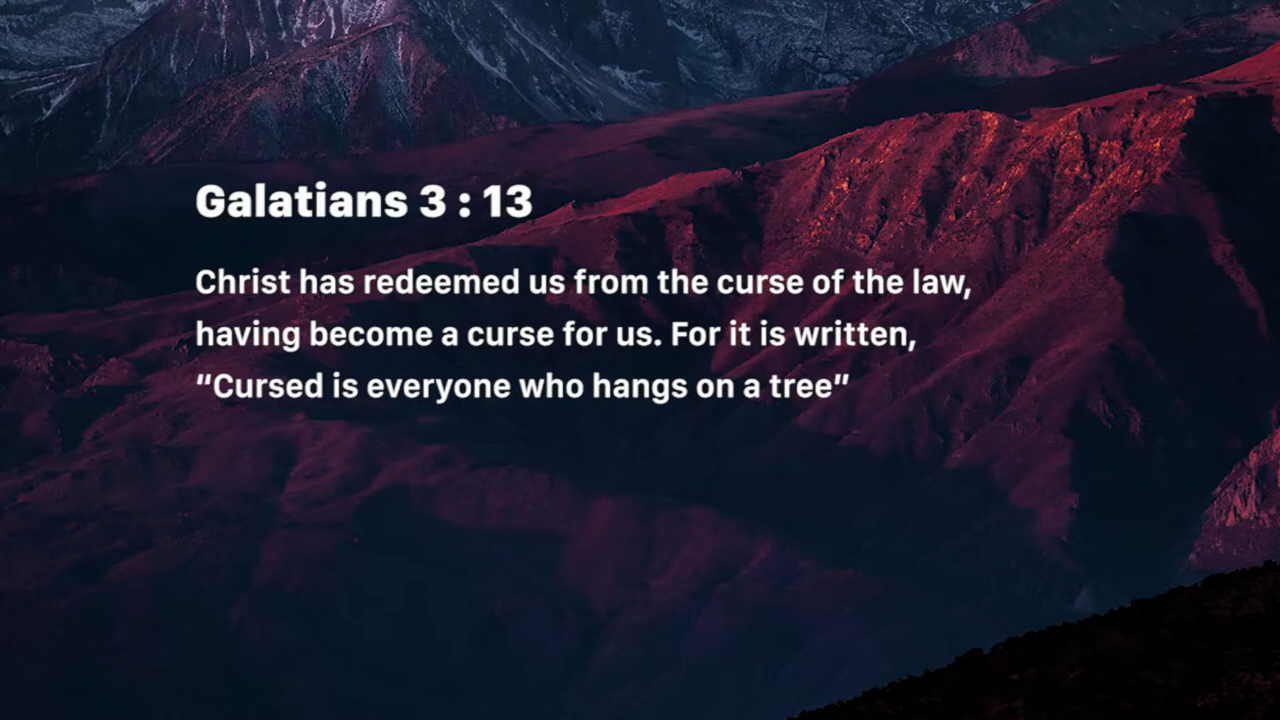 Galatians 3 : 13
Christ has redeemed us from the curse of the law,
having become a curse for us. For it is written,
“Cursed is everyone who hangs on a tree”